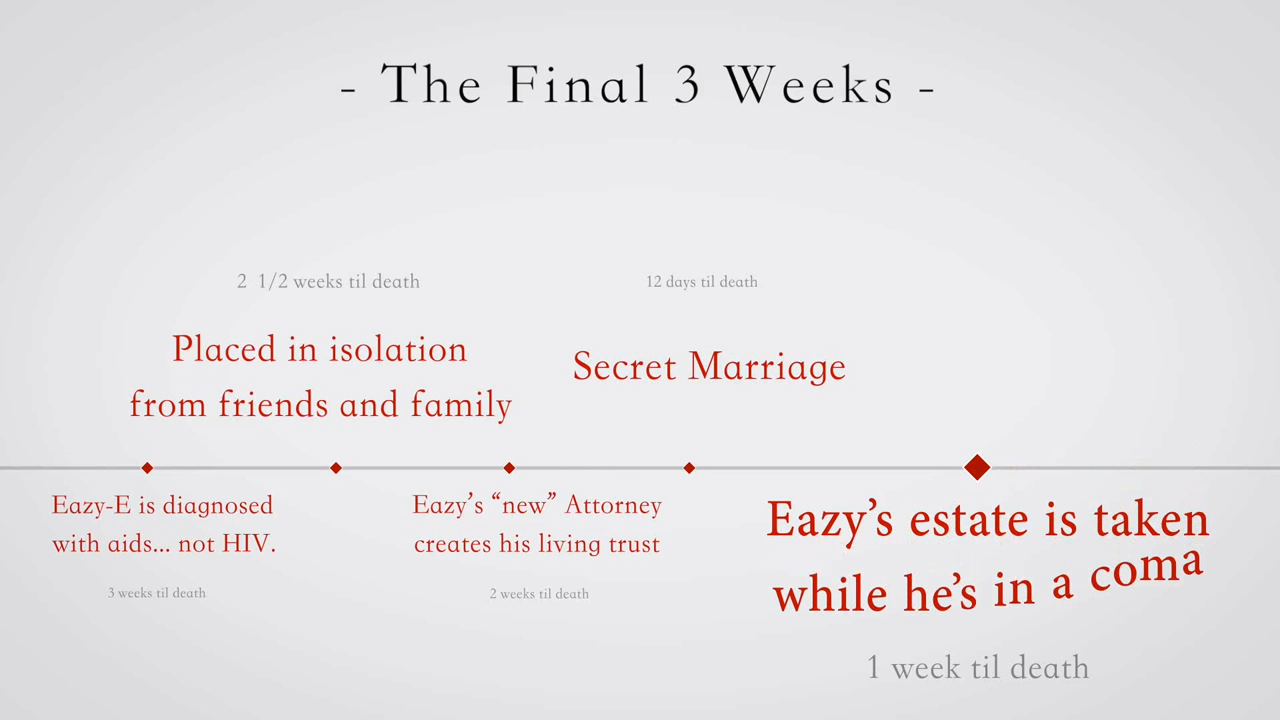 - The Final 3 Weeks -
2 1/2 weeks til death
Placed in isolation
from friends and family
12 days til death
Secret Marriage
Eazy-E is diagnosed
with aids... not HIV.
3 weeks til death
Eazy’s “new” Attorney
creates his living trust
2 weeks til death
Eazy’s estate is taken
while he’s in a coma
1 week til death